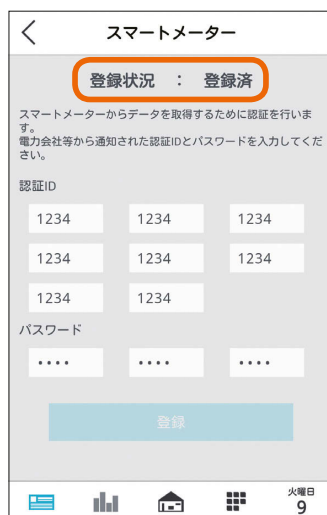 スマートメーター
登録状況 ： 登録済
スマートメーターからデータを取得するために認証を行いま
す。
電力会社等から通知された認証IDとパスワードを入力してくだ
さい。
認証ID
1234 1234 1234
1234 1234 1234
1234 1234
パスワード
•••• •••• ••••
登録
火曜日
9